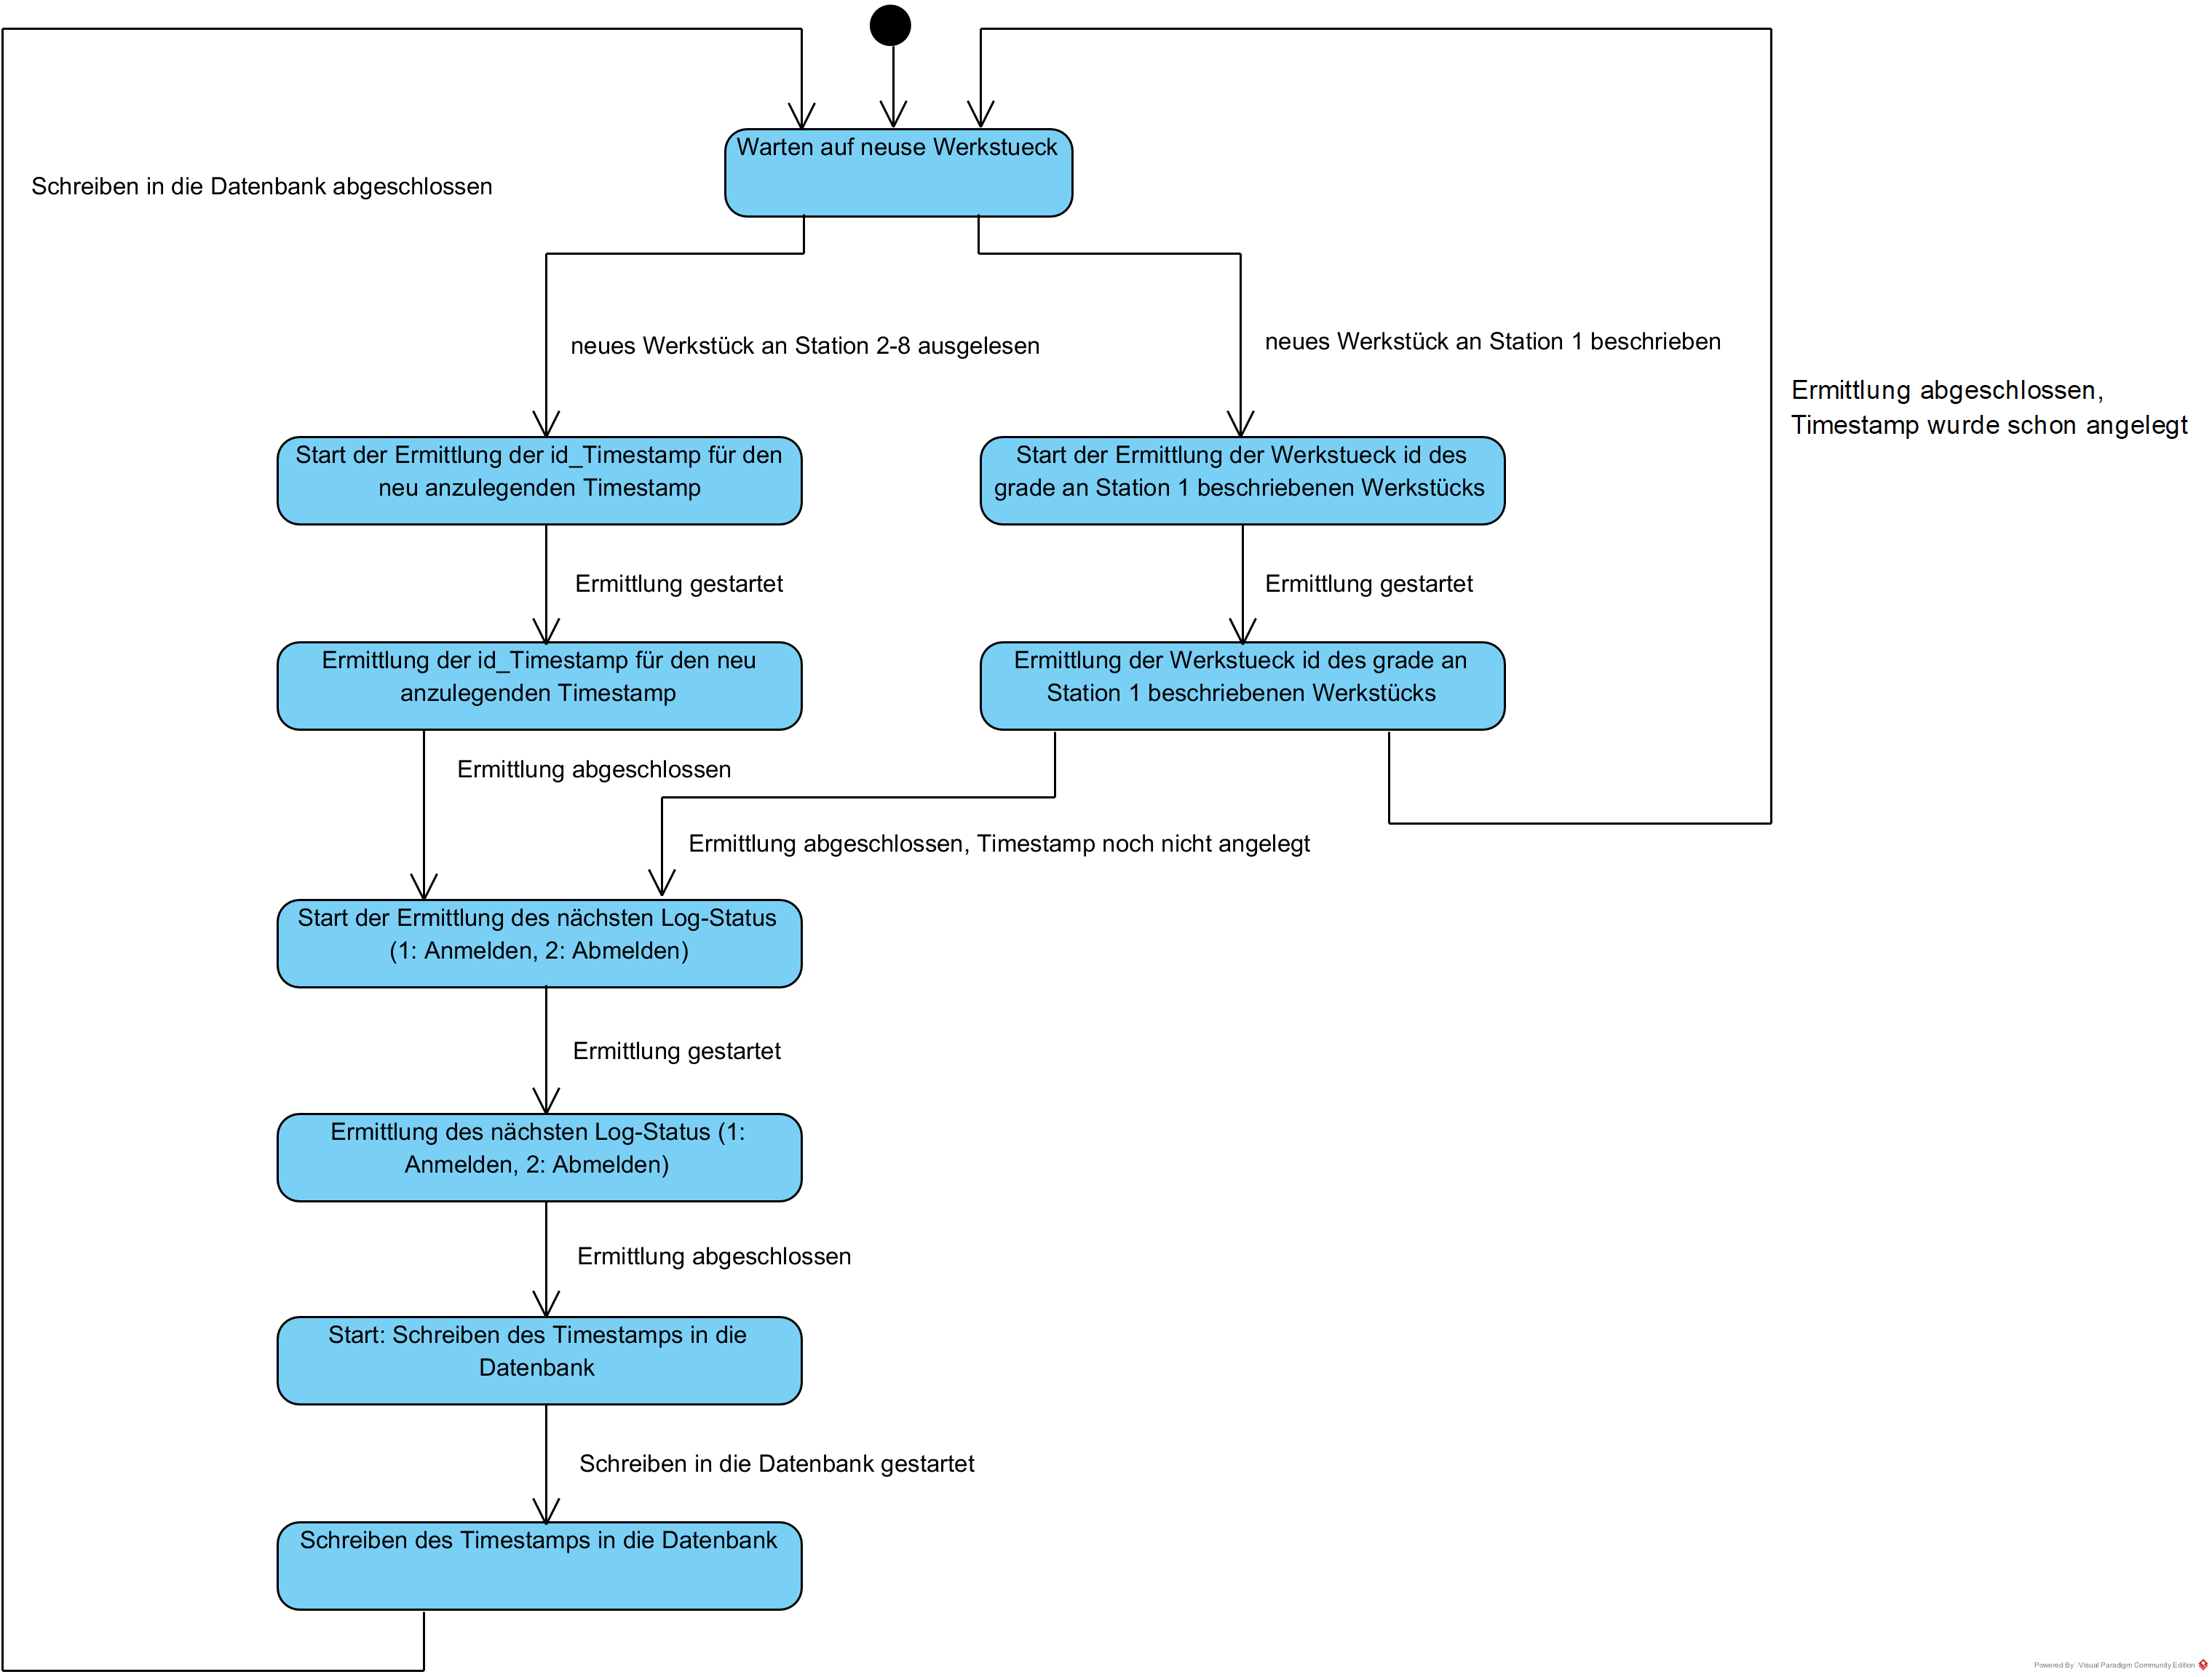 Warten auf neuse Werkstueck
Schreiben in die Datenbank abgeschlossen
neues Werkstück an Station 2-8 ausgelesen
neues Werkstück an Station 1 beschrieben
Ermittlung abgeschlossen,
Timestamp wurde schon angelegt
Start der Ermittlung der id_Timestamp für den
neu anzulegenden Timestamp
Start der Ermittlung der Werkstueck id des
grade an Station 1 beschriebenen Werkstücks
Ermittlung gestartet
Ermittlung gestartet
Ermittlung der id_Timestamp für den neu
anzulegenden Timestamp
Ermittlung der Werkstueck id des grade an
Station 1 beschriebenen Werkstücks
Ermittlung abgeschlossen
Ermittlung abgeschlossen, Timestamp noch nicht angelegt
Start der Ermittlung des nächsten Log-Status
(1: Anmelden, 2: Abmelden)
Ermittlung gestartet
Ermittlung des nächsten Log-Status (1:
Anmelden, 2: Abmelden)
Ermittlung abgeschlossen
Start: Schreiben des Timestamps in die
Datenbank
Schreiben in die Datenbank gestartet
Schreiben des Timestamps in die Datenbank
Powered By Visual Paradigm Community Edition